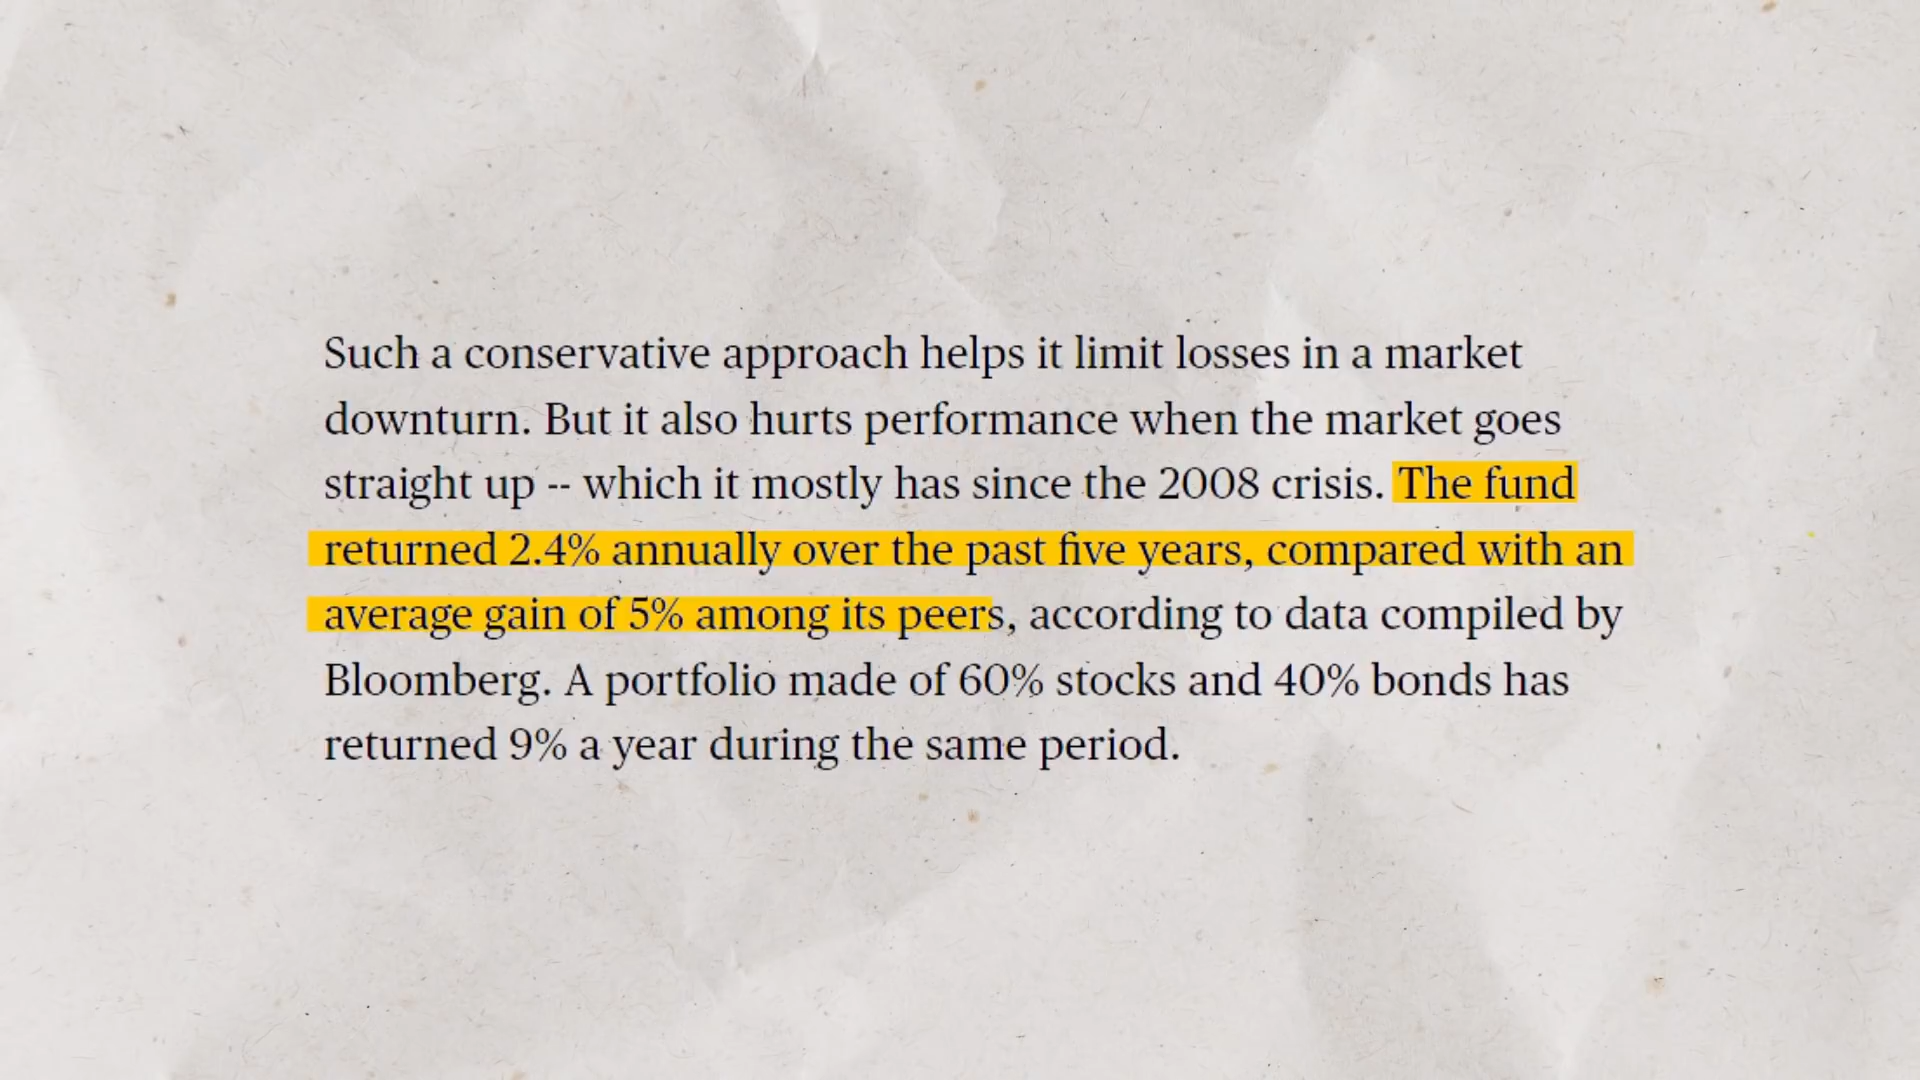 Such a conservative approach helps it limit losses in a market
downturn. But it also hurts performance when the market goes
straight up -- which it mostly has since the 2008 crisis. The fund
returned 2.4% annually over the past five years, compared with an
average gain of 5% among its peers, according to data compiled by
Bloomberg. A portfolio made of 60% stocks and 40% bonds has
returned 9% a year during the same period.